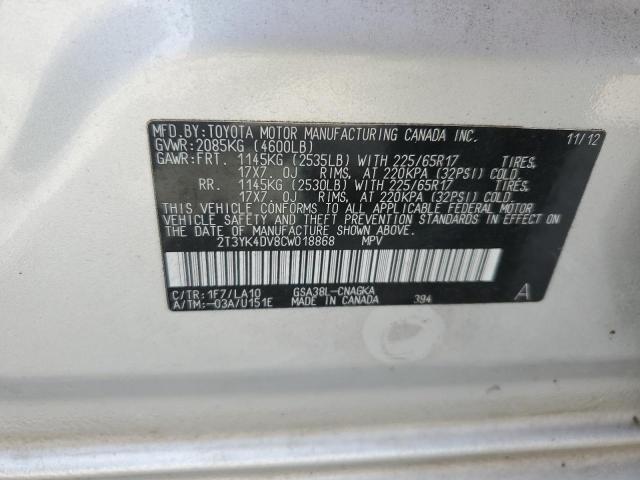 MFD.BY:TOYOTA MOTOR MANUFACTURING CANADA INC. 11/12
GVWR:2085KG (4600LB)
GAWR:FRT. 1145KG (2535LB) WITH 225/65R17 TIRES,
17X7.0J RIMS, AT 220KPA (32PSI) COLD.
RR. 1145KG (2530LB) WITH 225/65R17 TIRES,
17X7.0J RIMS, AT 220KPA (32PSI) COLD.
THIS VEHICLE CONFORMS TO ALL APPLICABLE FEDERAL MOTOR
VEHICLE SAFETY AND THEFT PREVENTION STANDARDS IN EFFECT ON
THE DATE OF MANUFACTURE SHOWN ABOVE.
2T3YK4DV8CW018868 MPV
C/TR:1F7/LA10 GSA38L-CNAGKA
A/TM:-03A/U151E MADE IN CANADA 394 A